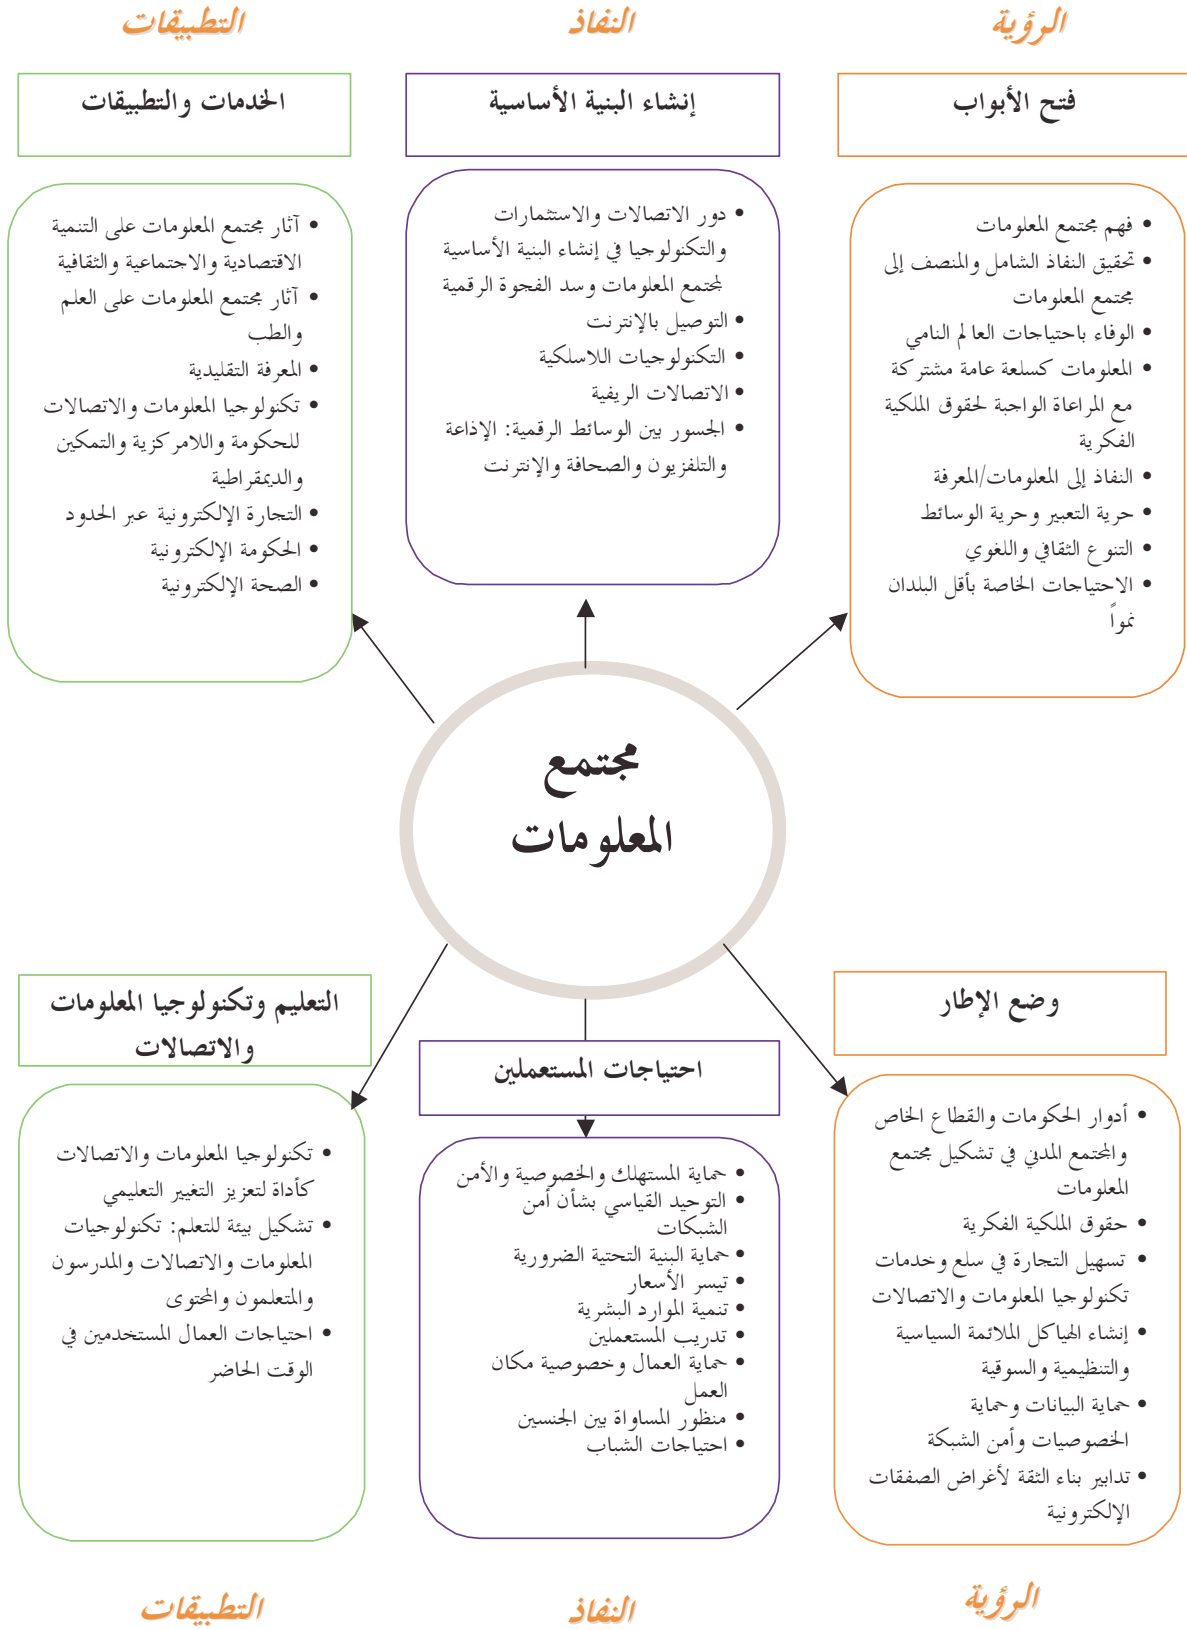 الرؤية
النفاذ
التطبيقات
فتح الأبواب
إنشاء البنية الأساسية
الخدمات والتطبيقات
• فهم مجتمع المعلومات
• تحقيق النفاذ الشامل والمنصف إلى
مجتمع المعلومات
• الوفاء باحتياجات العالم النامي
• المعلومات كسلعة عامة مشتركة
مع المراعاة الواجبة لحقوق الملكية
الفكرية
• النفاذ إلى المعلومات/المعرفة
• حرية التعبير وحرية الوسائط
• التنوع الثقافي واللغوي
• الاحتياجات الخاصة بأقل البلدان
نمواً
• دور الاتصالات والاستثمارات
والتكنولوجيا في إنشاء البنية الأساسية
لمجتمع المعلومات وسد الفجوة الرقمية
• التوصيل بالإنترنت
• التكنولوجيات اللاسلكية
• الاتصالات الريفية
• الجسور بين الوسائط الرقمية: الإذاعة
والتلفزيون والصحافة والإنترنت
• آثار مجتمع المعلومات على التنمية
الاقتصادية والاجتماعية والثقافية
• آثار مجتمع المعلومات على العلم
والطب
• المعرفة التقليدية
• تكنولوجيا المعلومات والاتصالات
للحكومة واللامركزية والتمكين
والديمقراطية
• التجارة الإلكترونية عبر الحدود
• الحكومة الإلكترونية
• الصحة الإلكترونية
مجتمع
المعلومات
وضع الإطار
احتياجات المستعملين
التعليم وتكنولوجيا المعلومات
والاتصالات
• أدوار الحكومات والقطاع الخاص
والمجتمع المدني في تشكيل مجتمع
المعلومات
• حقوق الملكية الفكرية
• تسهيل التجارة في سلع وخدمات
تكنولوجيا المعلومات والاتصالات
• إنشاء الهياكل الملائمة السياسية
والتنظيمية والسوقية
• حماية البيانات وحماية
الخصوصيات وأمن الشبكة
• تدابير بناء الثقة لأغراض الصفقات
الإلكترونية
• حماية المستهلك والخصوصية والأمن
• التوحيد القياسي بشأن أمن
الشبكات
• حماية البنية التحتية الضرورية
• تيسر الأسعار
• تنمية الموارد البشرية
• تدريب المستعملين
• حماية العمال وخصوصية مكان
العمل
• منظور المساواة بين الجنسين
• احتياجات الشباب
• تكنولوجيا المعلومات والاتصالات
كأداة لتعزيز التغيير التعليمي
• تشكيل بيئة للتعلم: تكنولوجيات
المعلومات والاتصالات والمدرسون
والمتعلمون والمحتوى
• احتياجات العمال المستخدمين في
الوقت الحاضر
الرؤية
النفاذ
التطبيقات